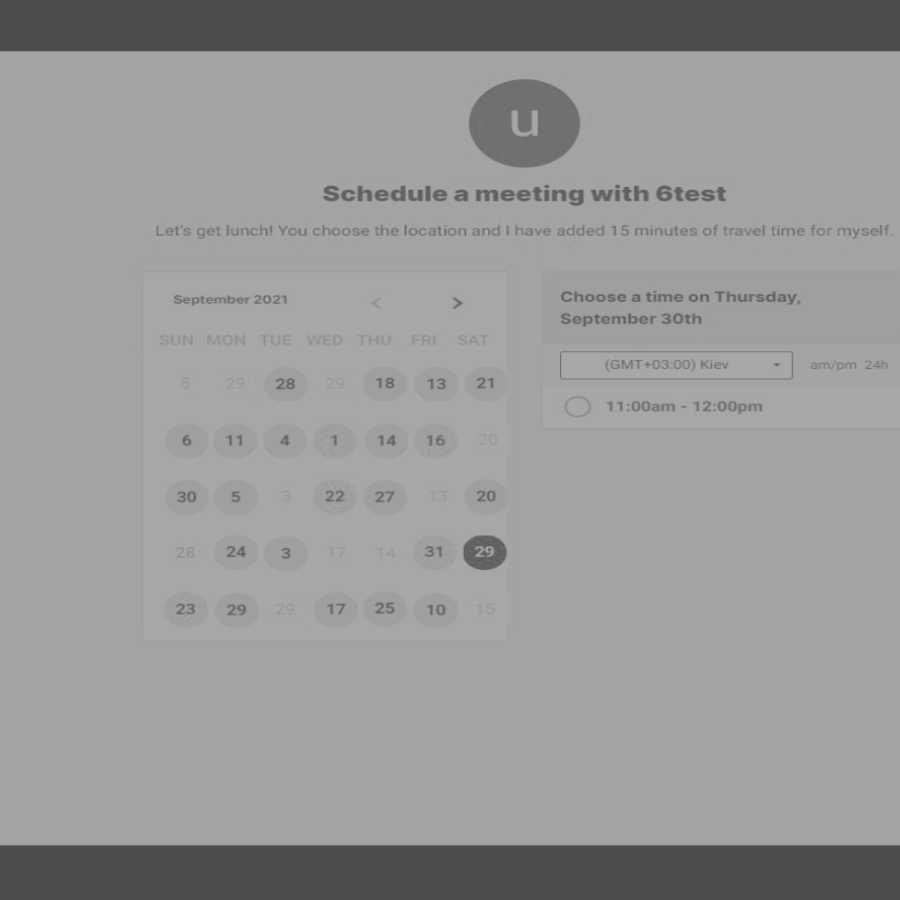 u
Schedule a meeting with 6test
Let's get lunch! You choose the location and I have added 15 minutes of travel time for myself.
September 2021 < >
SUN MON TUE WED THU FRI SAT
8 29 28 29 18 13 21
6 11 4 1 14 16 20
30 5 3 22 27 13 20
28 24 3 17 14 31 29
23 29 29 17 25 10 15
Choose a time on Thursday,
September 30th
(GMT+03:00) Kiev am/pm 24h
11:00am - 12:00pm